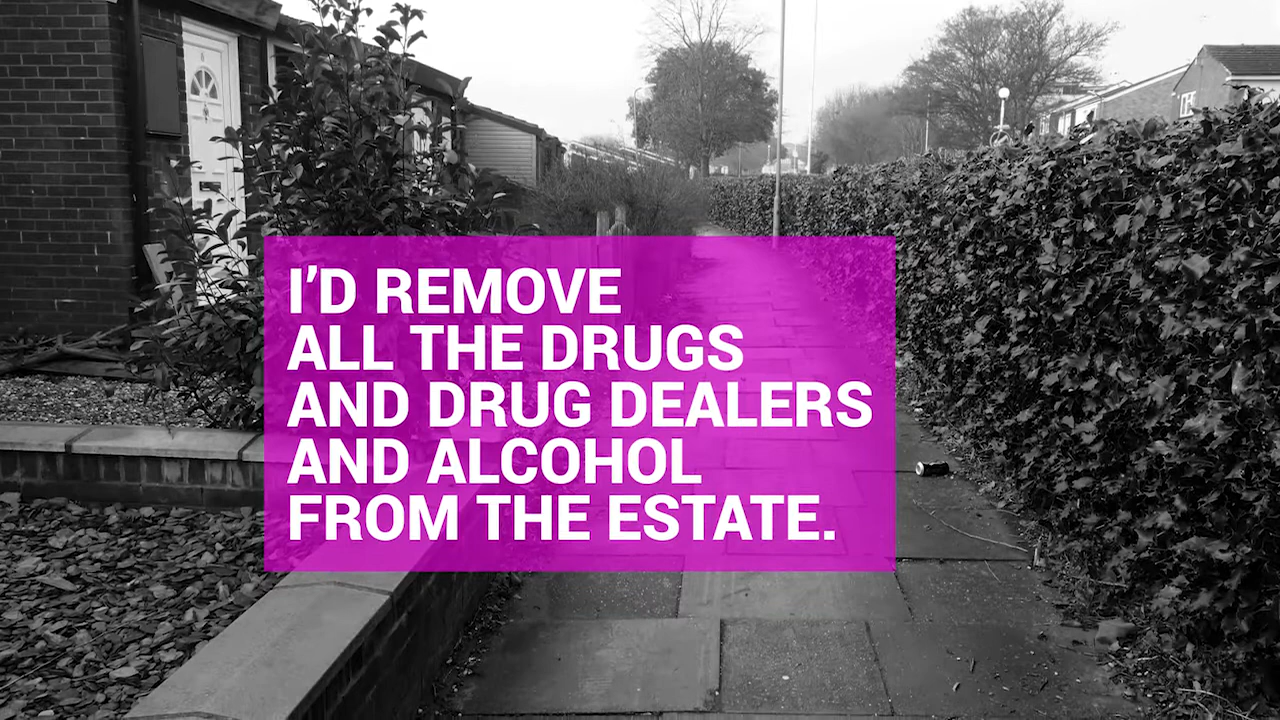 I’D REMOVE
ALL THE DRUGS
AND DRUG DEALERS
AND ALCOHOL
FROM THE ESTATE.